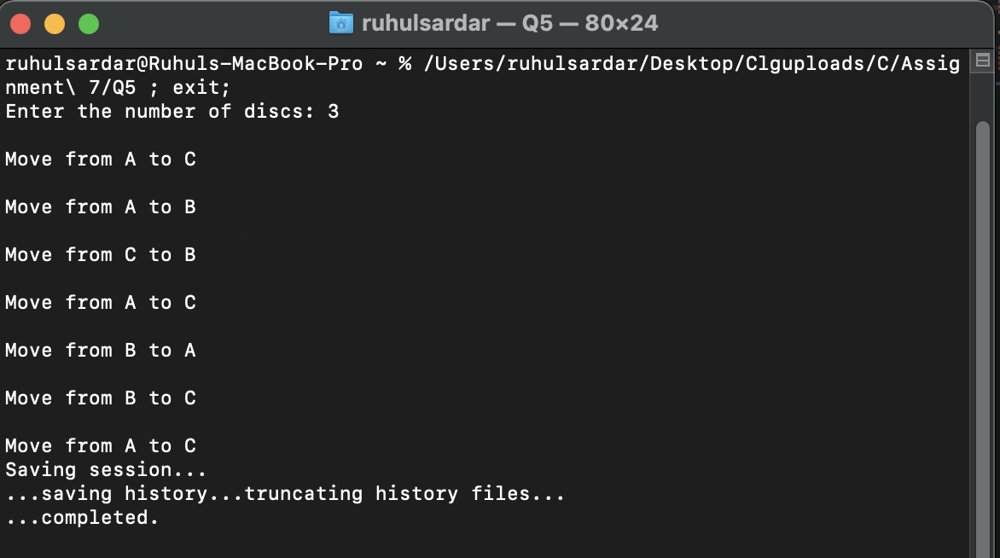 ruhulsardar — Q5 — 80×24
ruhulsardar@Ruhuls-MacBook-Pro ~ % /Users/ruhulsardar/Desktop/Clguploads/C/Assig
nment\ 7/Q5 ; exit;
Enter the number of discs: 3
Move from A to C
Move from A to B
Move from C to B
Move from A to C
Move from B to A
Move from B to C
Move from A to C
Saving session...
...saving history...truncating history files...
...completed.